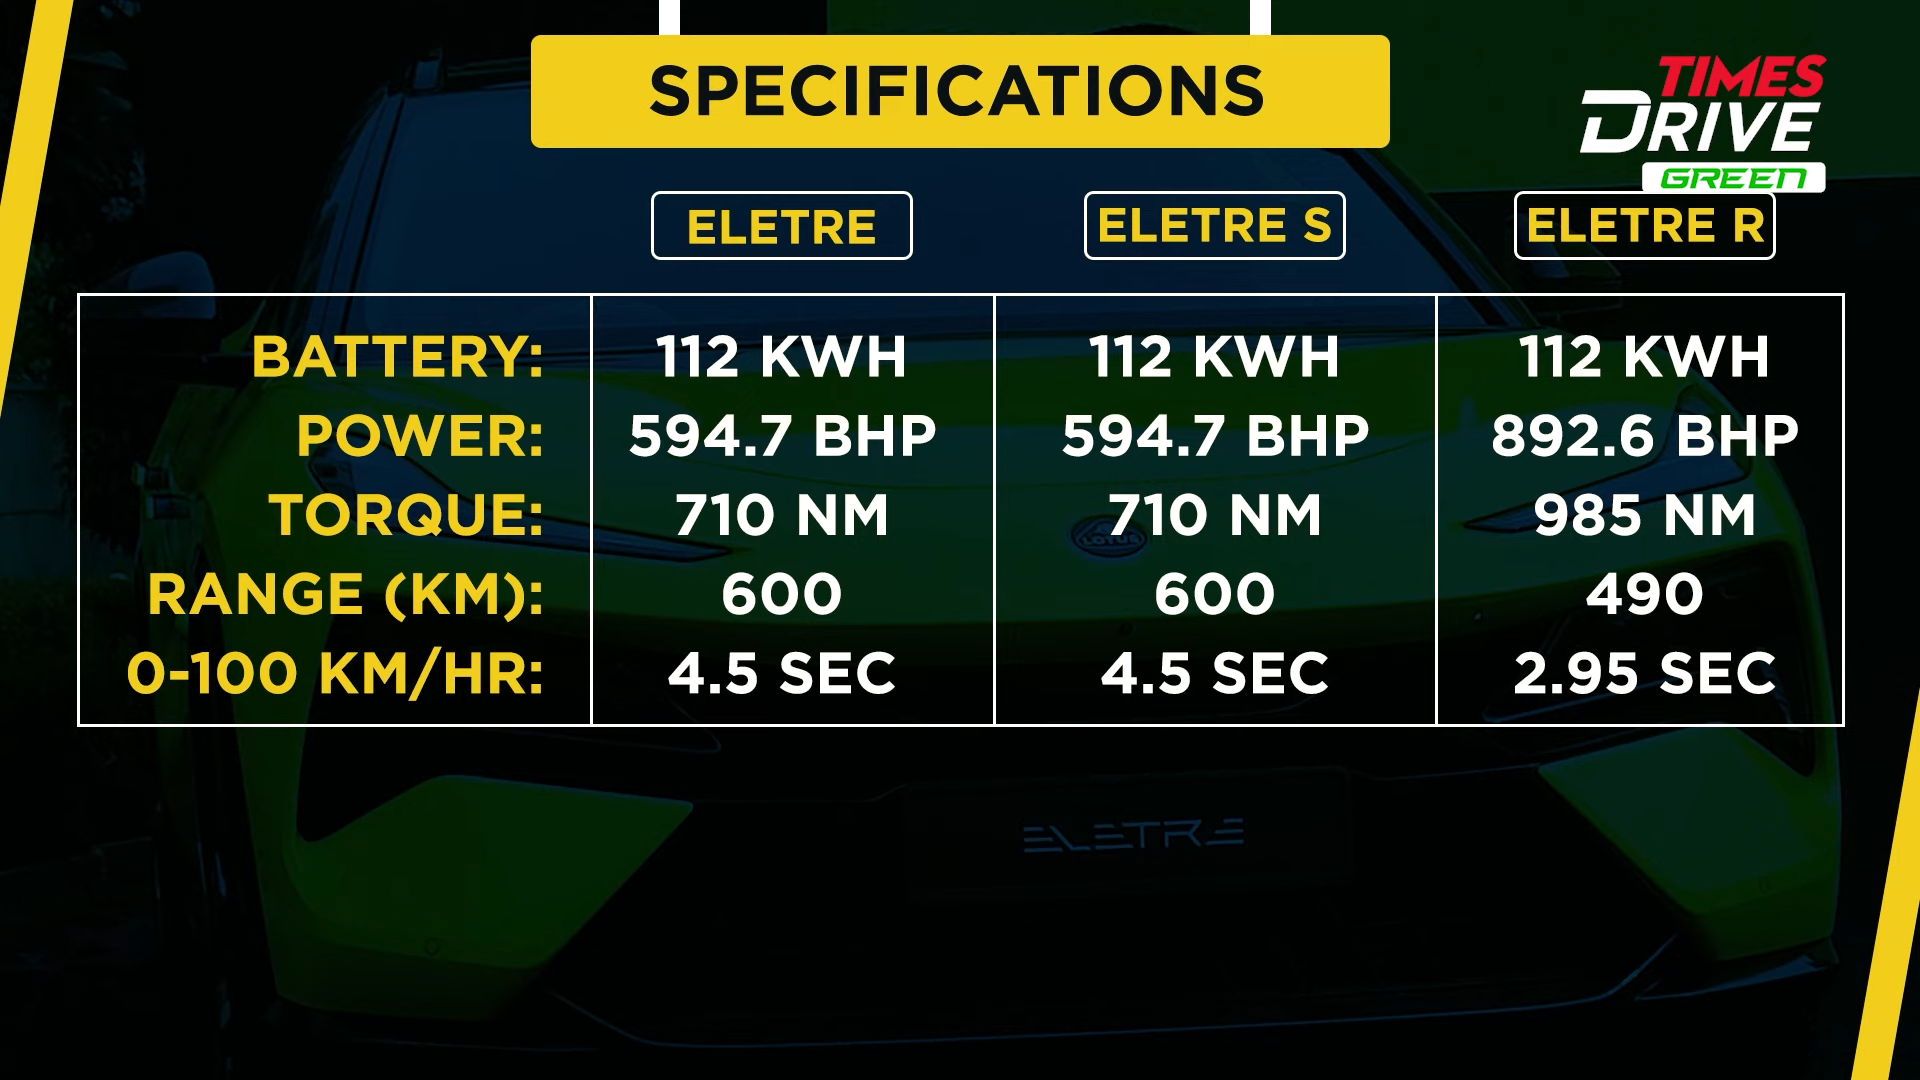 SPECIFICATIONS
TIMES
DRIVE
GREEN
ELETRE ELETRE S ELETRE R
BATTERY: 112 KWH 112 KWH 112 KWH
POWER: 594.7 BHP 594.7 BHP 892.6 BHP
TORQUE: 710 NM 710 NM 985 NM
RANGE (KM): 600 600 490
0-100 KM/HR: 4.5 SEC 4.5 SEC 2.95 SEC
LOTUS
ELETRE